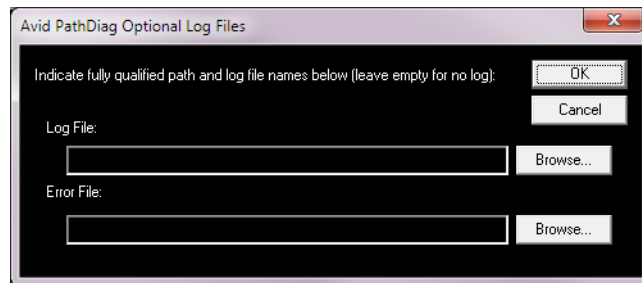 Avid PathDiag Optional Log Files
Indicate fully qualified path and log file names below (leave empty for no log):
OK
Cancel
Log File:
Browse...
Error File:
Browse...